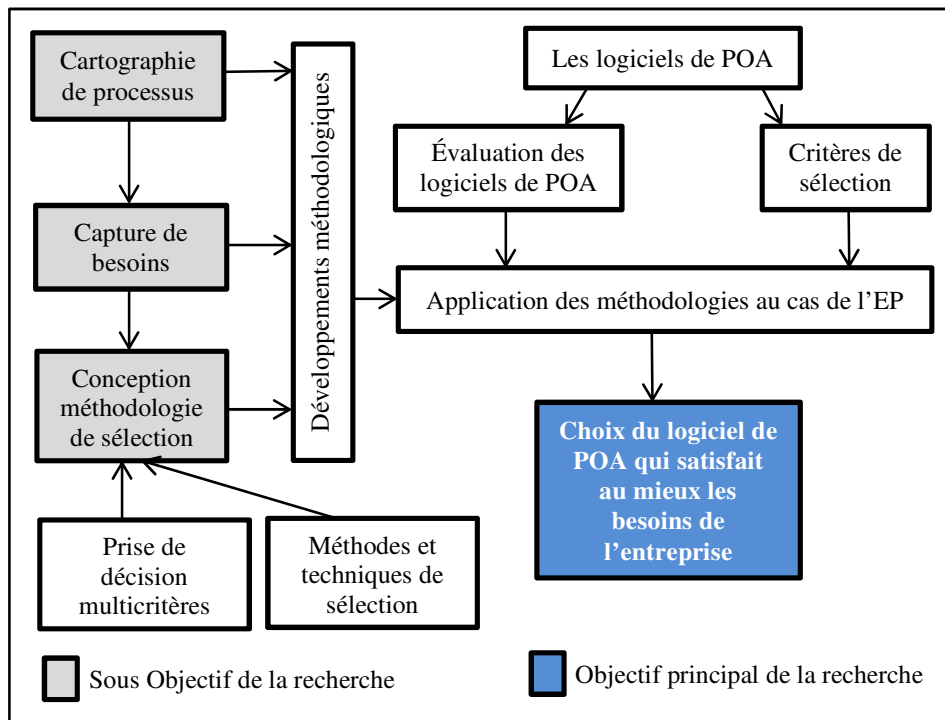 Cartographie
de processus
Capture de
besoins
Conception
méthodologie
de sélection
Prise de
décision
multicritères
Méthodes et
techniques de
sélection
Développements méthodologiques
Les logiciels de POA
Évaluation des
logiciels de POA
Critères de
sélection
Application des méthodologies au cas de l’EP
Choix du logiciel de
POA qui satisfait
au mieux les
besoins de
l’entreprise
Sous Objectif de la recherche
Objectif principal de la recherche